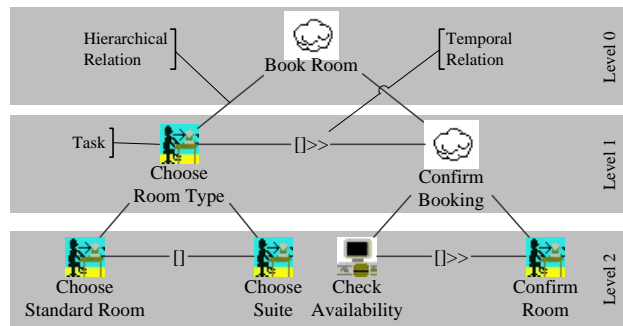 Hierarchical
Relation
Book Room
Temporal
Relation
Level 0
Task
[]>>
Choose
Room Type
Confirm
Booking
Level 1
[]
[]>>
Choose
Standard Room
Choose
Suite
Check
Availability
Confirm
Room
Level 2